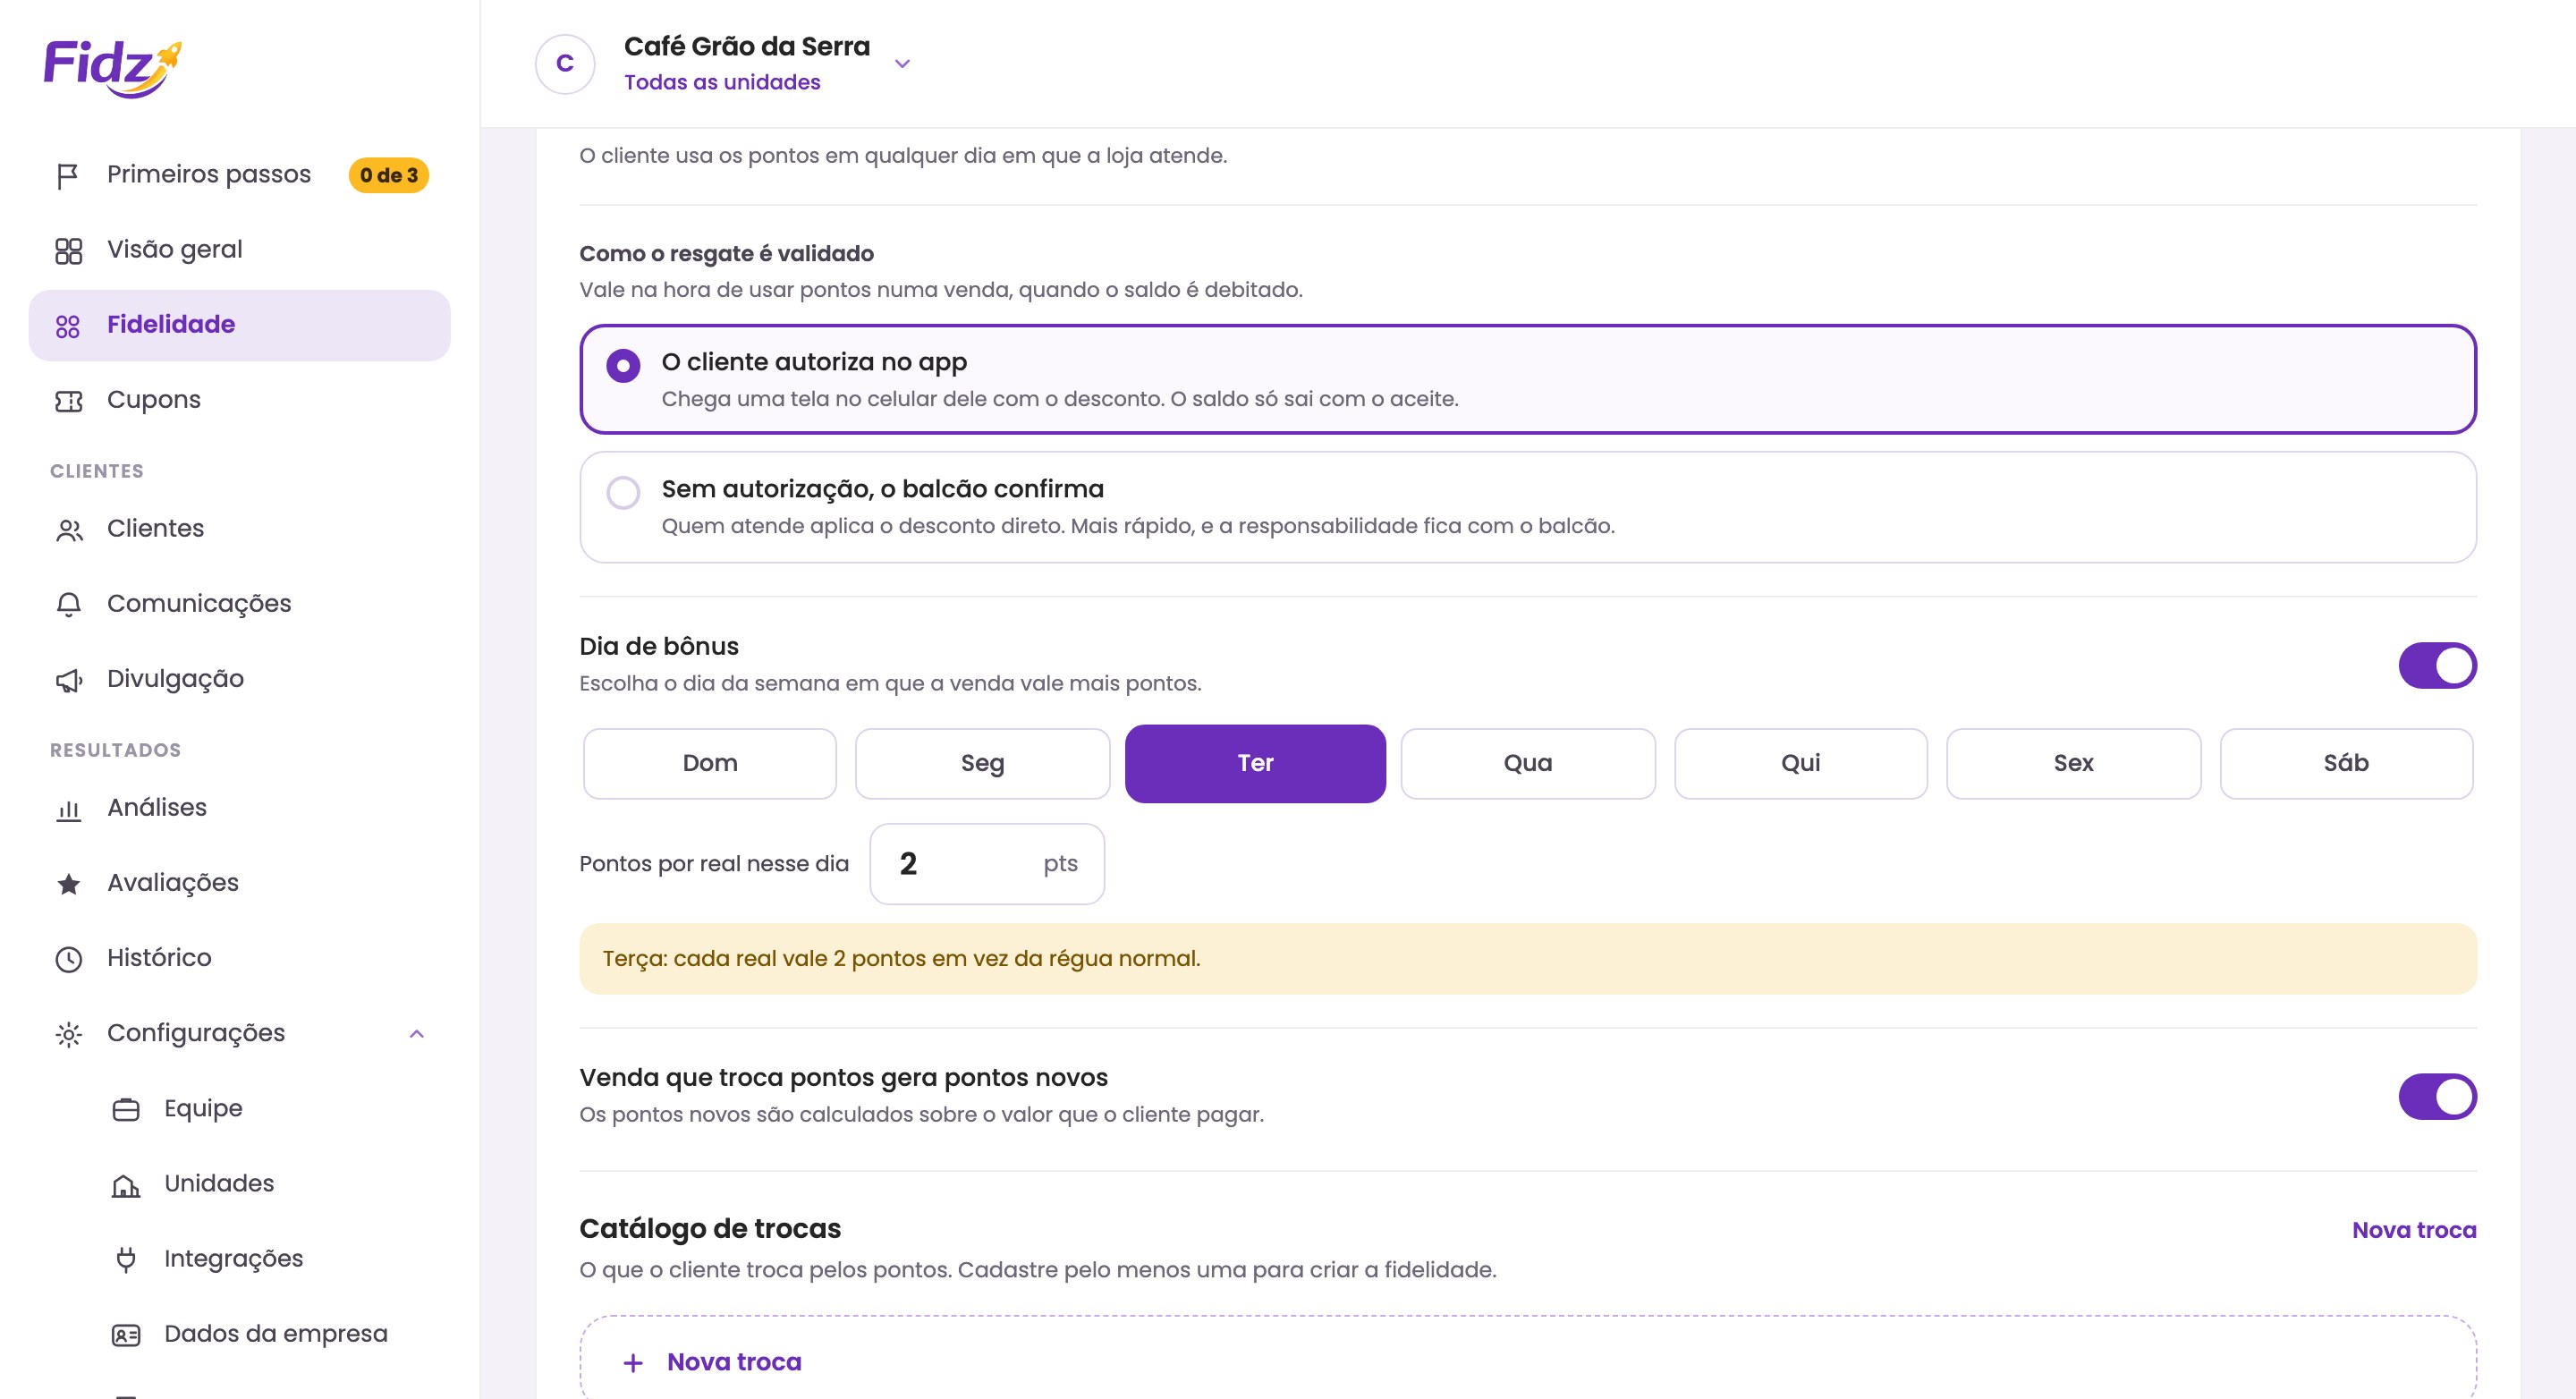 Fidz
Primeiros passos
0 de 3
Visão geral
Fidelidade
Cupons
CLIENTES
Clientes
Comunicações
Divulgação
RESULTADOS
Análises
Avaliações
Histórico
Configurações
Equipe
Unidades
Integrações
Dados da empresa
C
Café Grão da Serra
Todas as unidades
O cliente usa os pontos em qualquer dia em que a loja atende.
Como o resgate é validado
Vale na hora de usar pontos numa venda, quando o saldo é debitado.
O cliente autoriza no app
Chega uma tela no celular dele com o desconto. O saldo só sai com o aceite.
Sem autorização, o balcão confirma
Quem atende aplica o desconto direto. Mais rápido, e a responsabilidade fica com o balcão.
Dia de bônus
Escolha o dia da semana em que a venda vale mais pontos.
Dom Seg Ter Qua Qui Sex Sáb
Pontos por real nesse dia 2 pts
Terça: cada real vale 2 pontos em vez da régua normal.
Venda que troca pontos gera pontos novos
Os pontos novos são calculados sobre o valor que o cliente pagar.
Catálogo de trocas
Nova troca
O que o cliente troca pelos pontos. Cadastre pelo menos uma para criar a fidelidade.
+ Nova troca